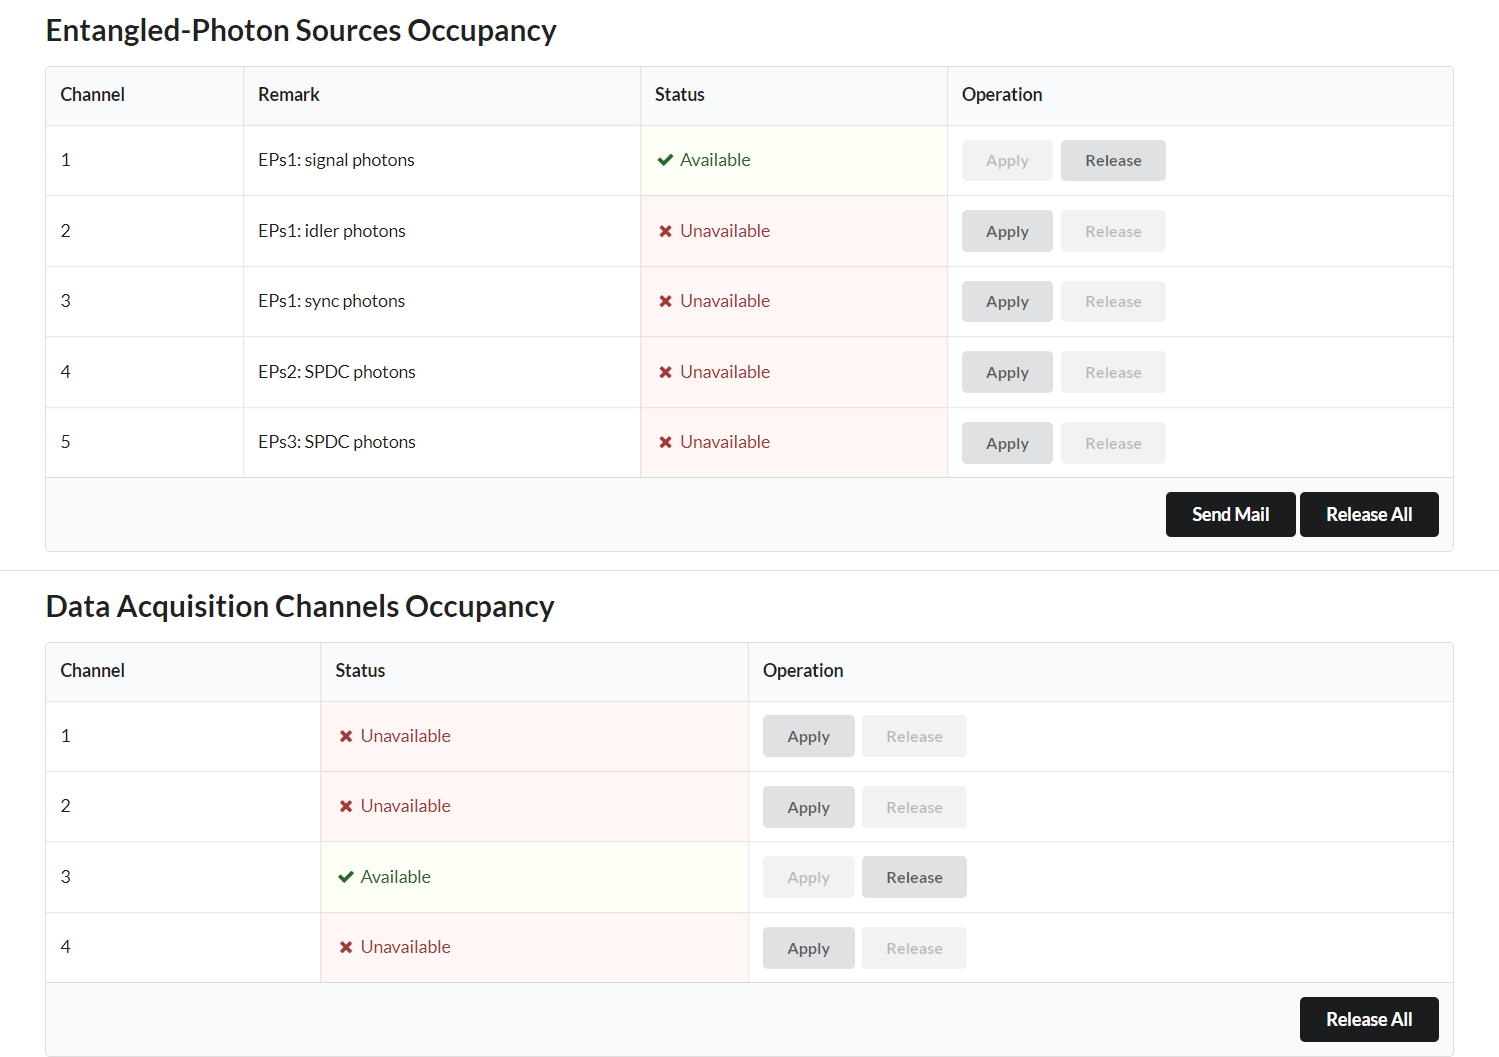 Entangled-Photon Sources Occupancy
Channel Remark Status Operation
1 EPs1: signal photons Available Apply Release
2 EPs1: idler photons Unavailable Apply Release
3 EPs1: sync photons Unavailable Apply Release
4 EPs2: SPDC photons Unavailable Apply Release
5 EPs3: SPDC photons Unavailable Apply Release
Send Mail Release All
Data Acquisition Channels Occupancy
Channel Status Operation
1 Unavailable Apply Release
2 Unavailable Apply Release
3 Available Apply Release
4 Unavailable Apply Release
Release All